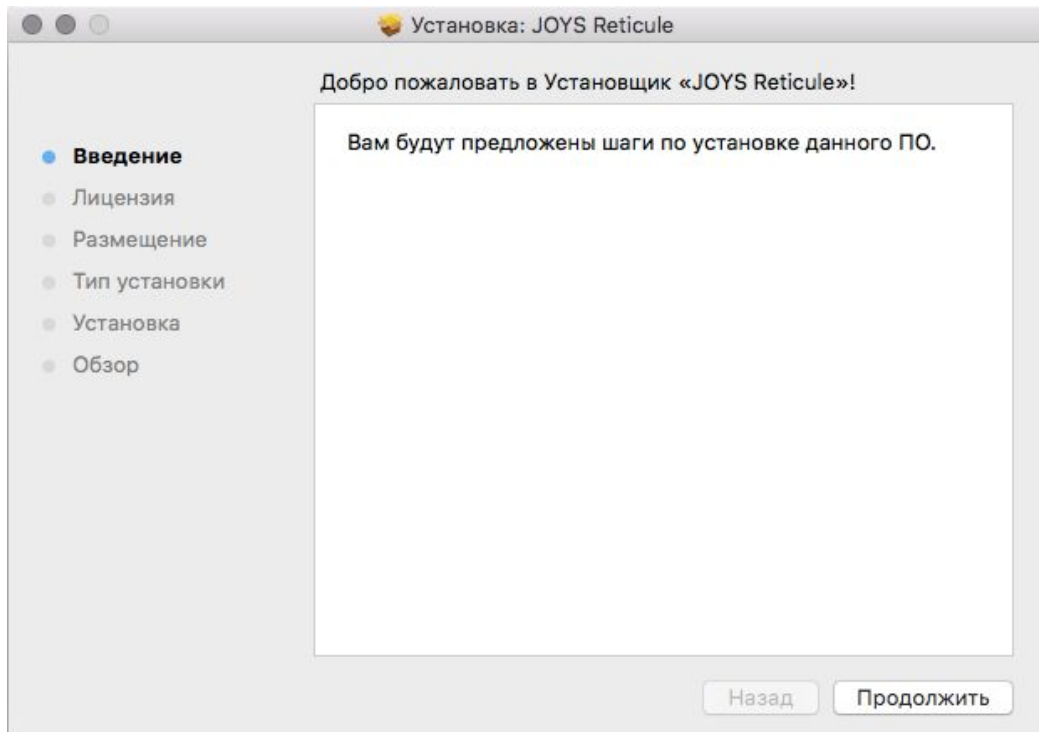 Установка: JOYS Reticule
Добро пожаловать в Установщик «JOYS Reticule»!
Введение
Лицензия
Размещение
Тип установки
Установка
Обзор
Вам будут предложены шаги по установке данного ПО.
Назад
Продолжить